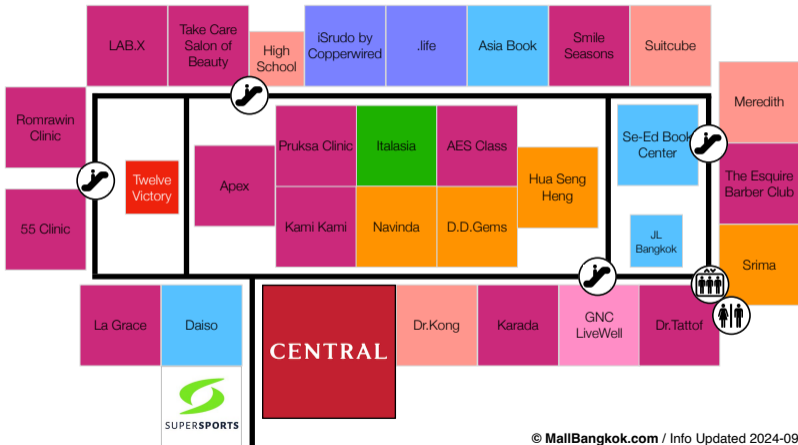 LAB.X
Take Care
Salon of
Beauty
High
School
iSrudo by
Copperwired
.life
Asia Book
Smile
Seasons
Suitcube
Romrawin
Clinic
Meredith
Twelve
Victory
Apex
Pruksa Clinic
Italasia
AES Class
Hua Seng
Heng
Se-Ed Book
Center
The Esquire
Barber Club
55 Clinic
Kami Kami
Navinda
D.D.Gems
JL
Bangkok
Srima
La Grace
Daiso
CENTRAL
Dr.Kong
Karada
GNC
LiveWell
Dr.Tattof
SUPERSPORTS
© MallBangkok.com / Info Updated 2024-09